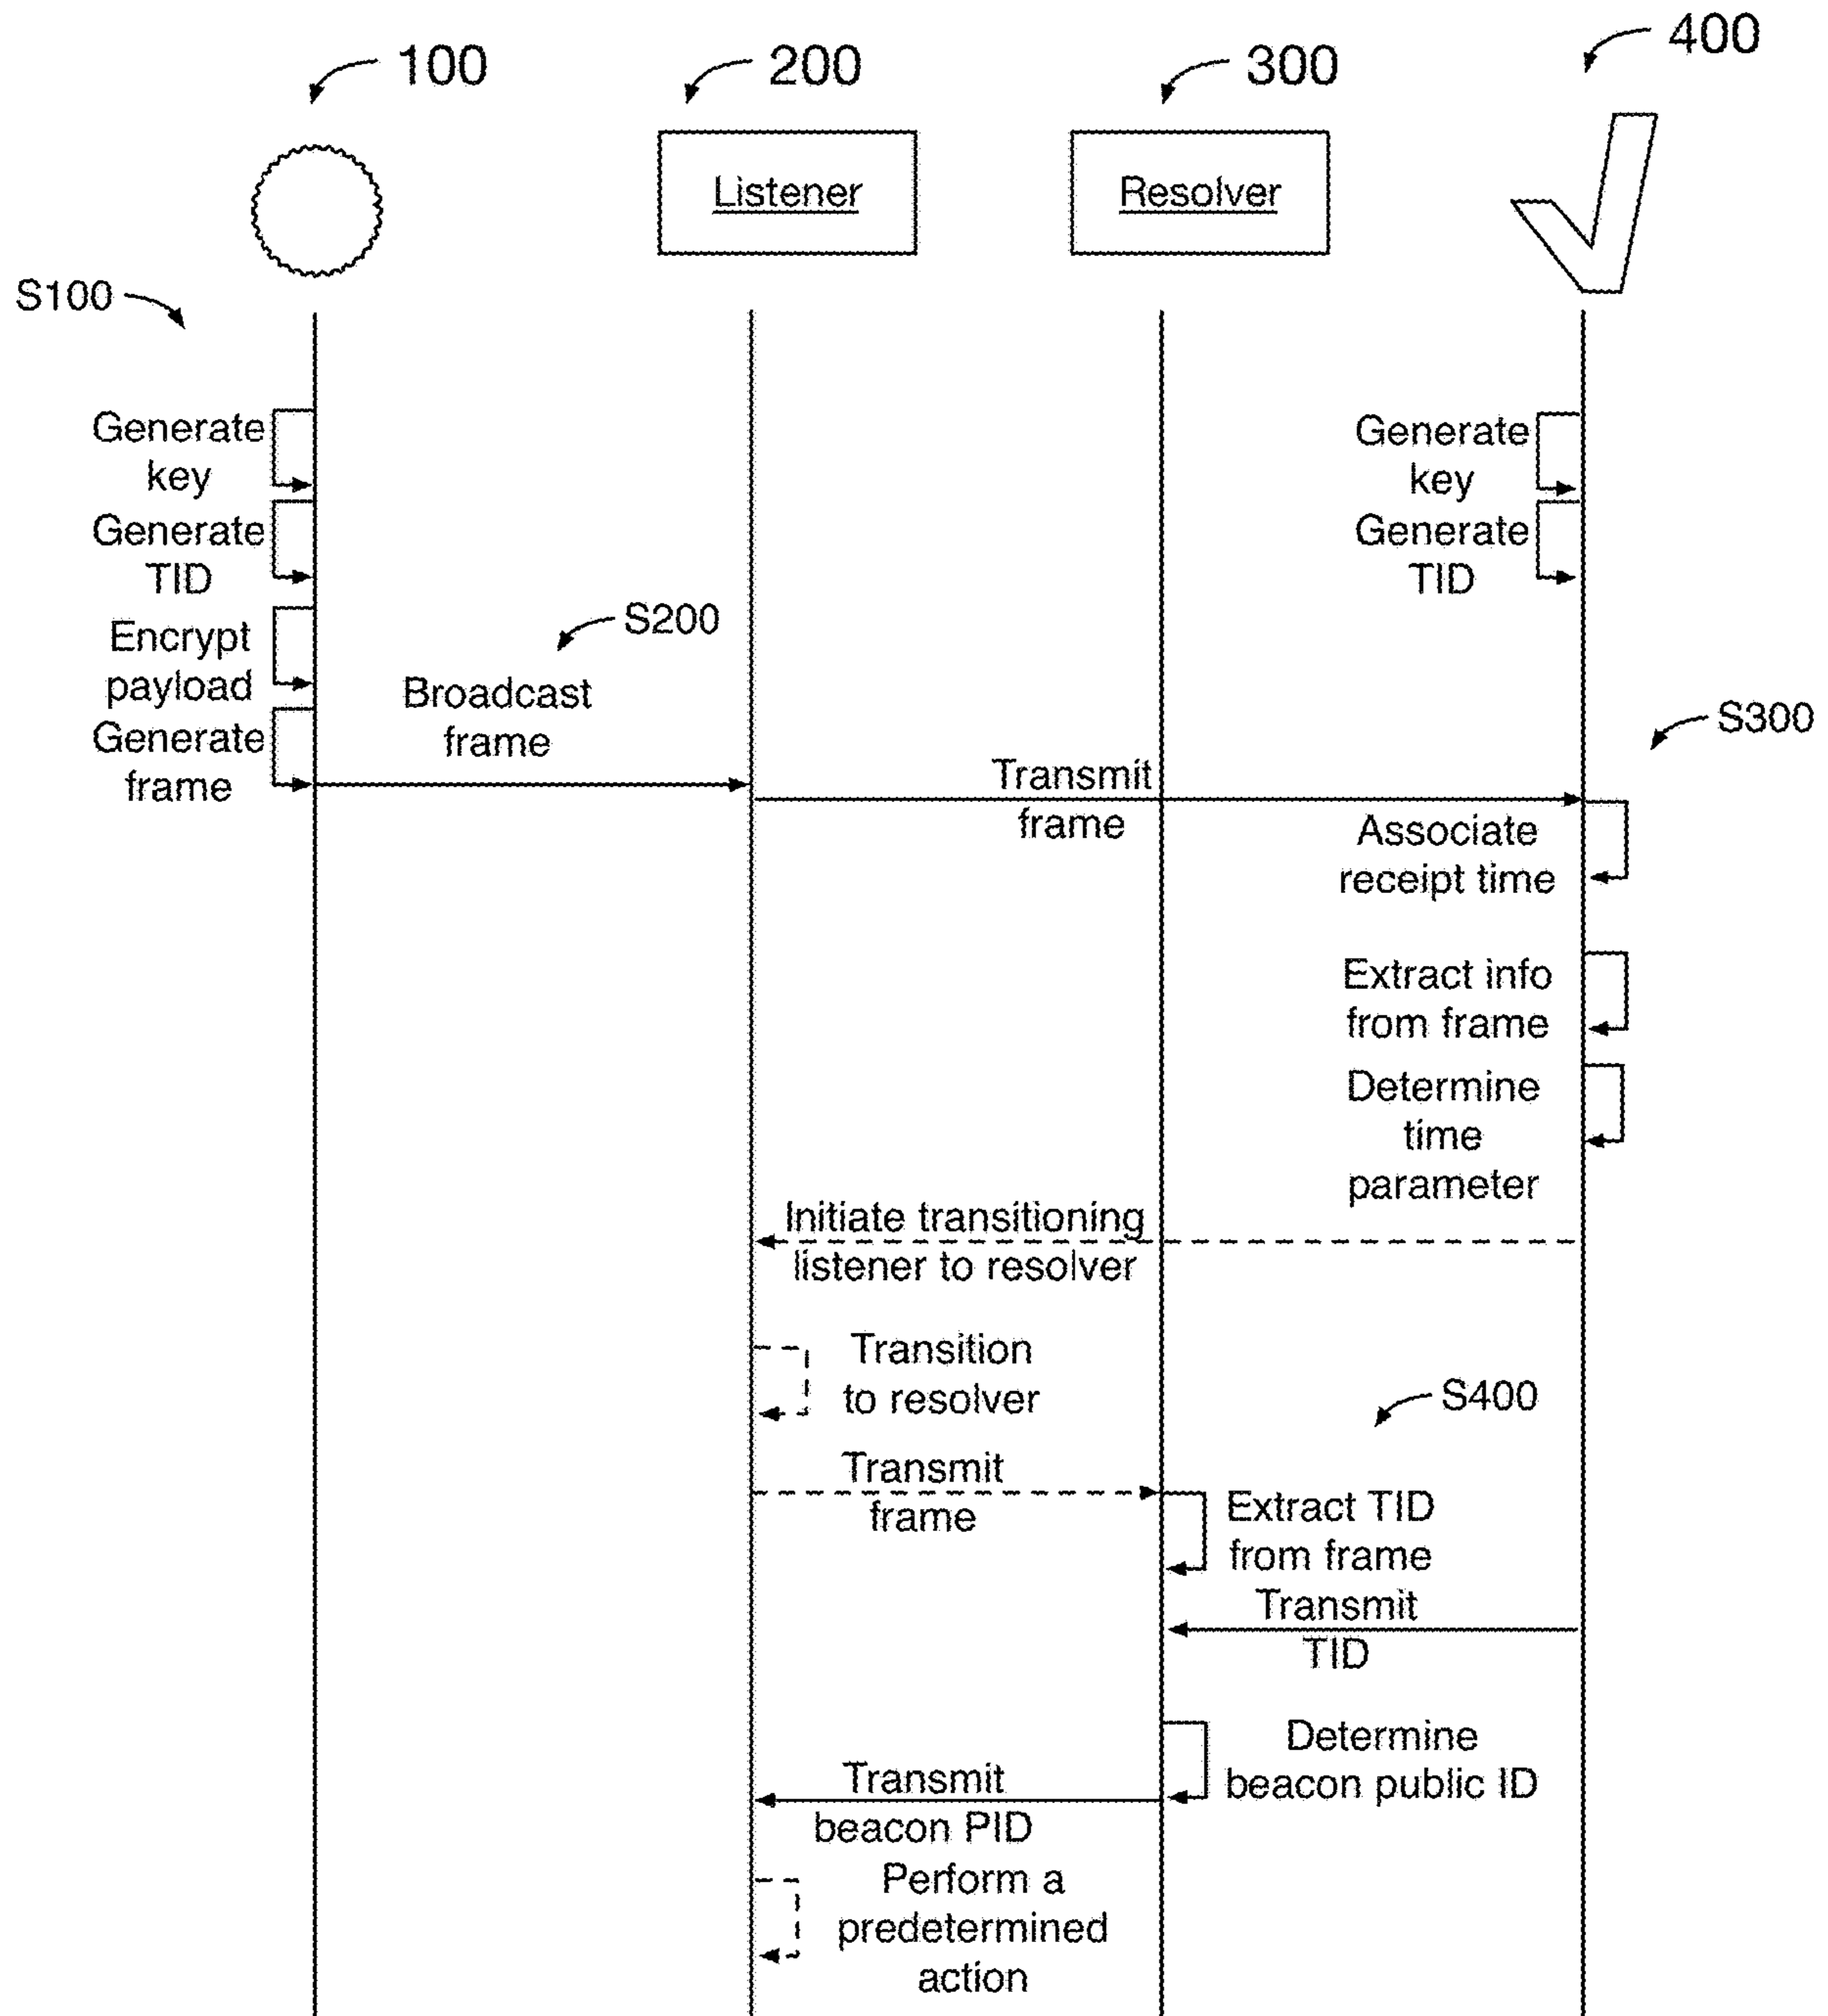 100
200
300
400
Listener
Resolver
S100
Generate
key
Generate
key
Generate
TID
Generate
TID
S200
Encrypt
payload
Broadcast
frame
S300
Generate
frame
Transmit
frame
Associate
receipt time
Extract info
from frame
Determine
time
parameter
Initiate transitioning
listener to resolver
Transition
to resolver
S400
Transmit
frame
Extract TID
from frame
Transmit
TID
Determine
beacon public ID
Transmit
beacon PID
Perform a
predetermined
action